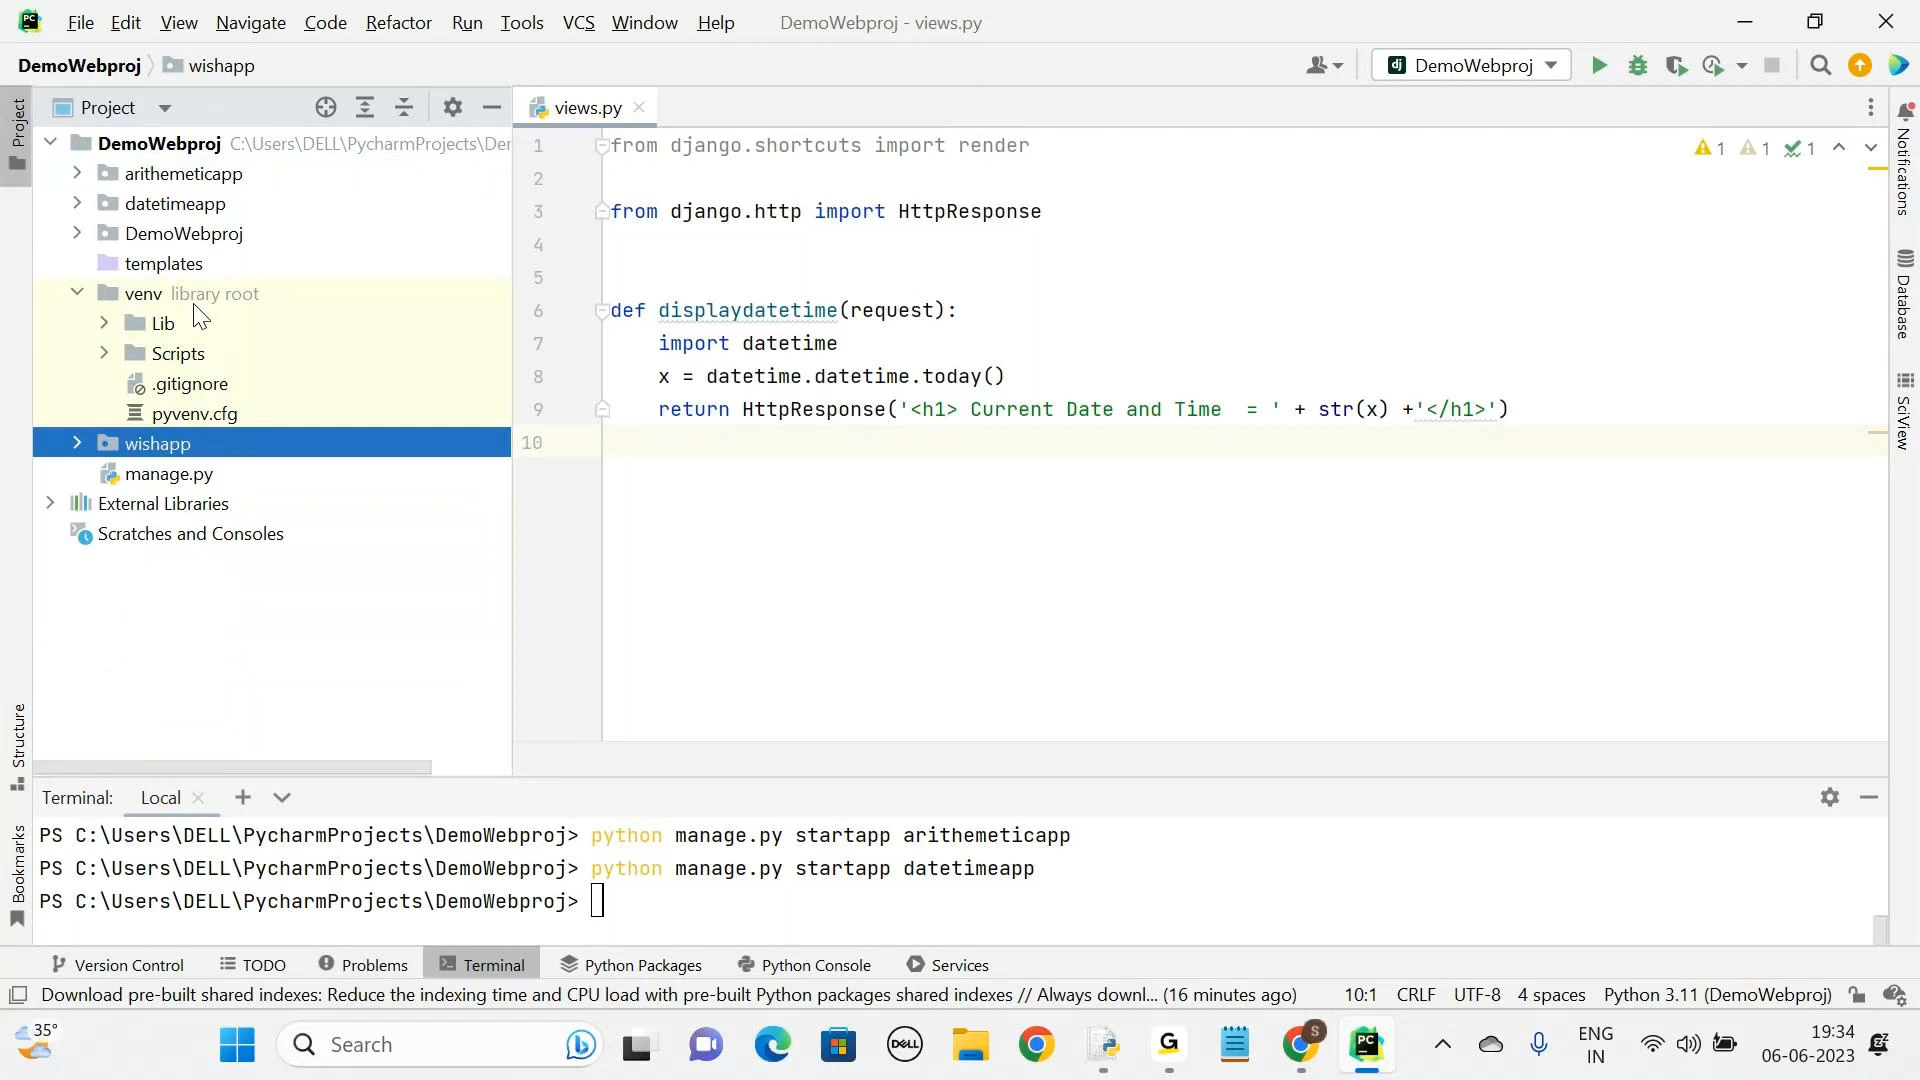 File Edit View Navigate Code Refactor Run Tools VCS Window Help DemoWebproj - views.py
DemoWebproj wishapp
DemoWebproj
Project
views.py
DemoWebproj C:\Users\DELL\PycharmProjects\Der
arithemeticapp
datetimeapp
DemoWebproj
templates
venv library root
Lib
Scripts
.gitignore
pyvenv.cfg
wishapp
manage.py
External Libraries
Scratches and Consoles
1 from django.shortcuts import render
2
3 from django.http import HttpResponse
4
5
6 def displaydatetime(request):
7 import datetime
8 x = datetime.datetime.today()
9 return HttpResponse('<h1> Current Date and Time = ' + str(x) +'</h1>')
10
1 1 1
Project
Structure
Bookmarks
Notifications
Database
SciView
Terminal: Local
PS C:\Users\DELL\PycharmProjects\DemoWebproj> python manage.py startapp arithemeticapp
PS C:\Users\DELL\PycharmProjects\DemoWebproj> python manage.py startapp datetimeapp
PS C:\Users\DELL\PycharmProjects\DemoWebproj>
Version Control TODO Problems Terminal Python Packages Python Console Services
Download pre-built shared indexes: Reduce the indexing time and CPU load with pre-built Python packages shared indexes // Always downl... (16 minutes ago) 10:1 CRLF UTF-8 4 spaces Python 3.11 (DemoWebproj)
35°
Search
DELL
G
S
PC
ENG
IN
19:34
06-06-2023